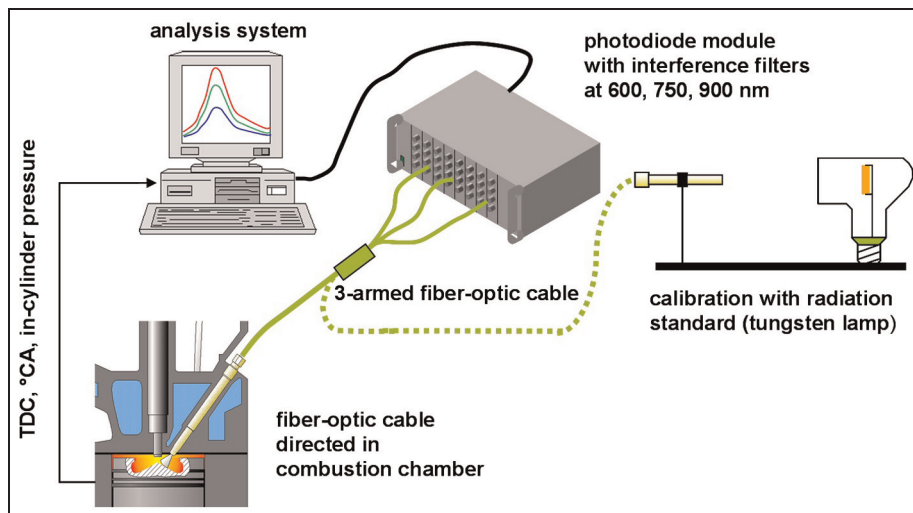 analysis system
photodiode module
with interference filters
at 600, 750, 900 nm
TDC, °CA, in-cylinder pressure
3-armed fiber-optic cable
calibration with radiation
standard (tungsten lamp)
fiber-optic cable
directed in
combustion chamber